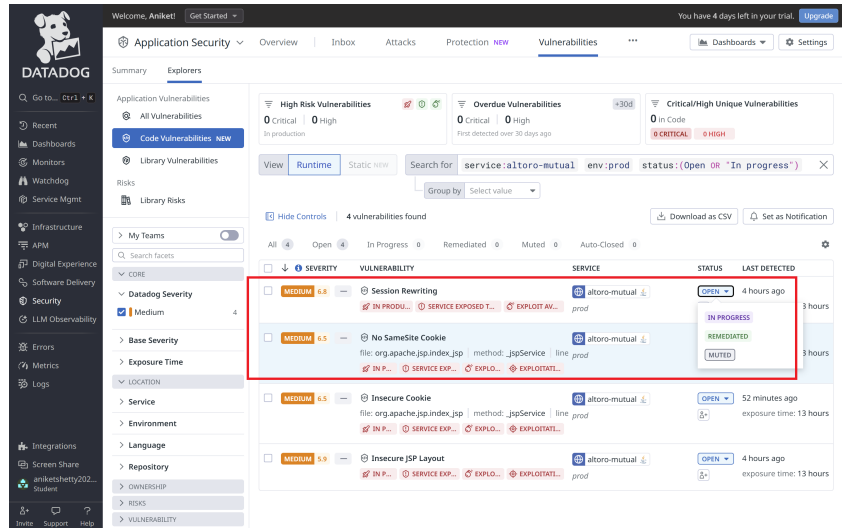 Welcome, Aniket! Get Started
You have 4 days left in your trial. Upgrade
DATADOG
Go to... Ctrl + K
Recent
Dashboards
Monitors
Watchdog
Service Mgmt
Infrastructure
APM
Digital Experience
Software Delivery
Security
LLM Observability
Errors
Metrics
Logs
Integrations
Screen Share
aniketshetty202...
Student
Invite Support Help
Application Security Overview Inbox Attacks Protection NEW Vulnerabilities ... Dashboards Settings
Summary Explorers
Application Vulnerabilities
All Vulnerabilities
Code Vulnerabilities NEW
Library Vulnerabilities
Risks
Library Risks
My Teams
Search facets
CORE
Datadog Severity
Medium 4
Base Severity
Exposure Time
LOCATION
Service
Environment
Language
Repository
OWNERSHIP
RISKS
VULNERABILITY
High Risk Vulnerabilities
0 Critical 0 High
In production
Overdue Vulnerabilities +30d
0 Critical 0 High
First detected over 30 days ago
Critical/High Unique Vulnerabilities
0 in Code
0 CRITICAL 0 HIGH
View Runtime Static NEW Search for service:altoro-mutual env:prod status:(Open OR "In progress")
Group by Select value
Hide Controls 4 vulnerabilities found Download as CSV Set as Notification
All 4 Open 4 In Progress 0 Remediated 0 Muted 0 Auto-Closed 0
SEVERITY VULNERABILITY SERVICE STATUS LAST DETECTED
MEDIUM 6.8 — Session Rewriting altoro-mutual OPEN 4 hours ago
IN PRODU... SERVICE EXPOSED T... EXPLOIT AV... prod 3 hours
IN PROGRESS
REMEDIATED
MUTED
MEDIUM 6.5 — No SameSite Cookie altoro-mutual
file: org.apache.jsp.index_jsp method: _jspService line prod 3 hours
IN P... SERVICE EXP... EXPLO... EXPLOITATI...
MEDIUM 6.5 — Insecure Cookie altoro-mutual OPEN 52 minutes ago
file: org.apache.jsp.index_jsp method: _jspService line prod exposure time: 13 hours
IN P... SERVICE EXP... EXPLO... EXPLOITATI...
MEDIUM 5.9 — Insecure JSP Layout altoro-mutual OPEN 4 hours ago
IN P... SERVICE EXP... EXPLO... EXPLOITATI... prod exposure time: 13 hours